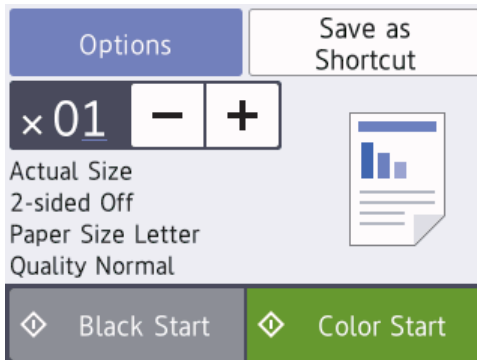 Options
Save as
Shortcut
×01 − +
Actual Size
2-sided Off
Paper Size Letter
Quality Normal
Black Start
Color Start